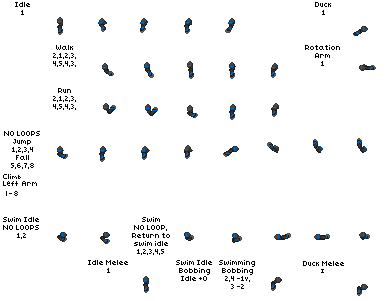 Idle
1
Duck
1
Walk
2,1,2,3,
4,5,4,3,
Rotation
Arm
1
Run
2,1,2,3,
4,5,4,3,
NO LOOPS
Jump
1,2,3,4
Fall
5,6,7,8
Climb
Left Arm
1-8
Swim Idle
NO LOOPS
1,2
Swim
NO LOOP,
Return to
swim idle
1,2,3,4,5
Idle Melee
1
Swim Idle
Bobbing
Idle +0
Swimming
Bobbing
2,4 -1v,
3 -2
Duck Melee
1